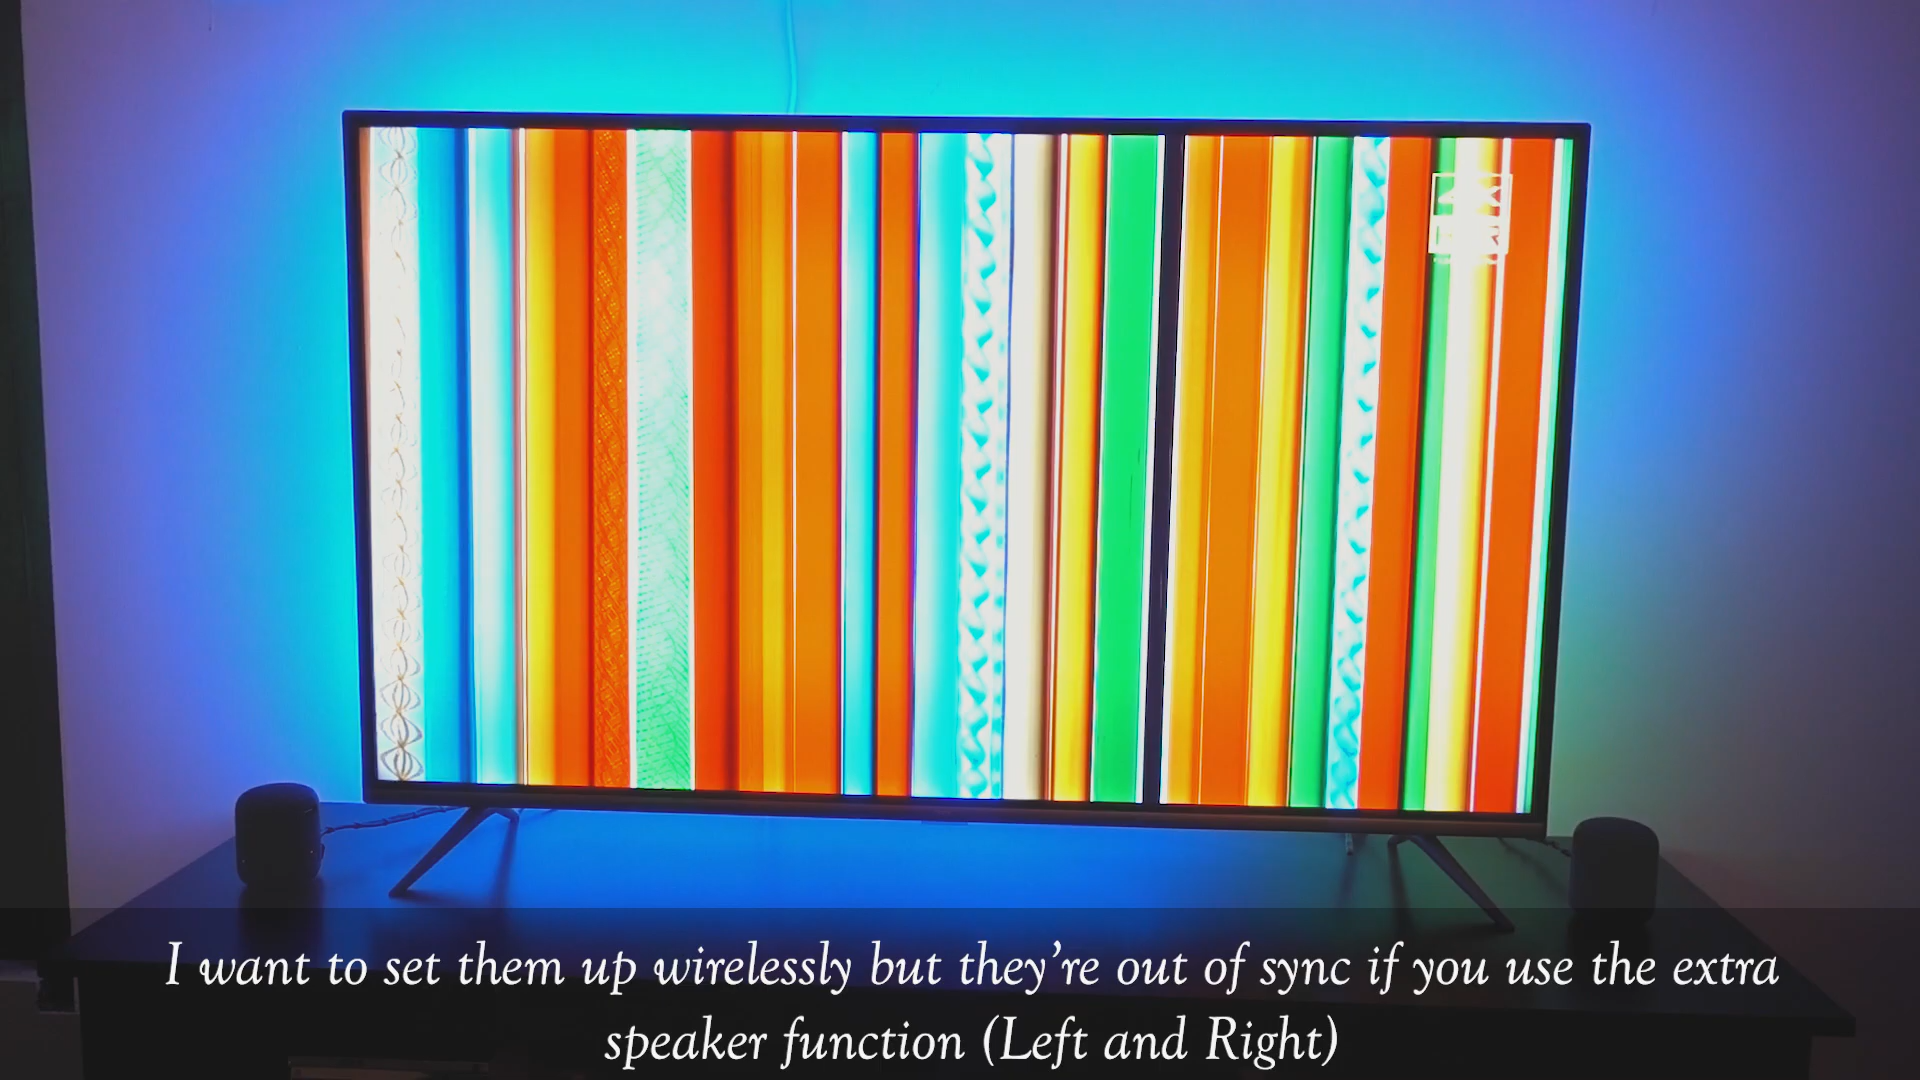 I want to set them up wirelessly but they're out of sync if you use the extra
speaker function (Left and Right)